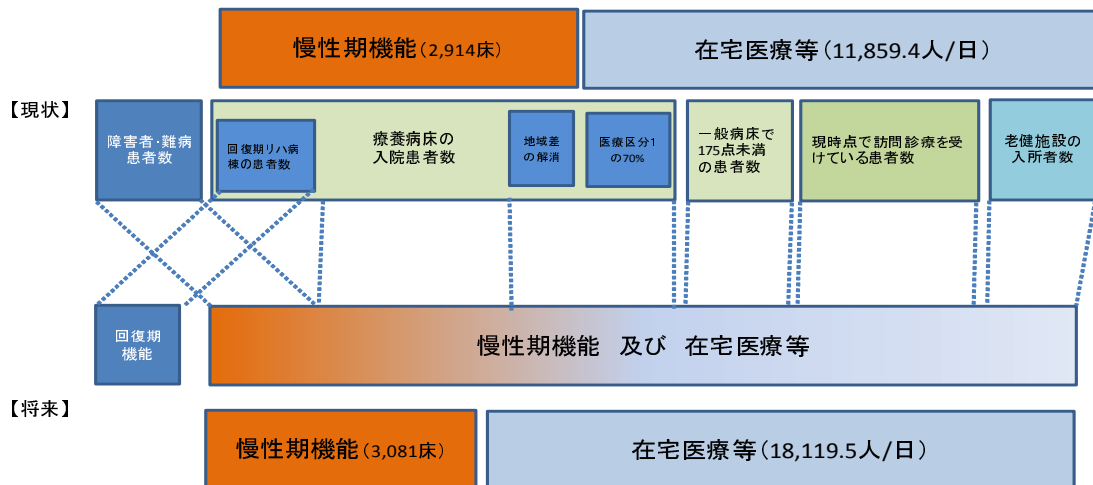 慢性期機能(2,914床)
在宅医療等(11,859.4人/日)
【現状】
障害者・難病
患者数
回復期リハ病
棟の患者数
療養病床の
入院患者数
地域差
の解消
医療区分1
の70%
一般病床で
175点未満
の患者数
現時点で訪問診療を受
けている患者数
老健施設の
入所者数
回復期
機能
慢性期機能 及び 在宅医療等
【将来】
慢性期機能(3,081床)
在宅医療等(18,119.5人/日)